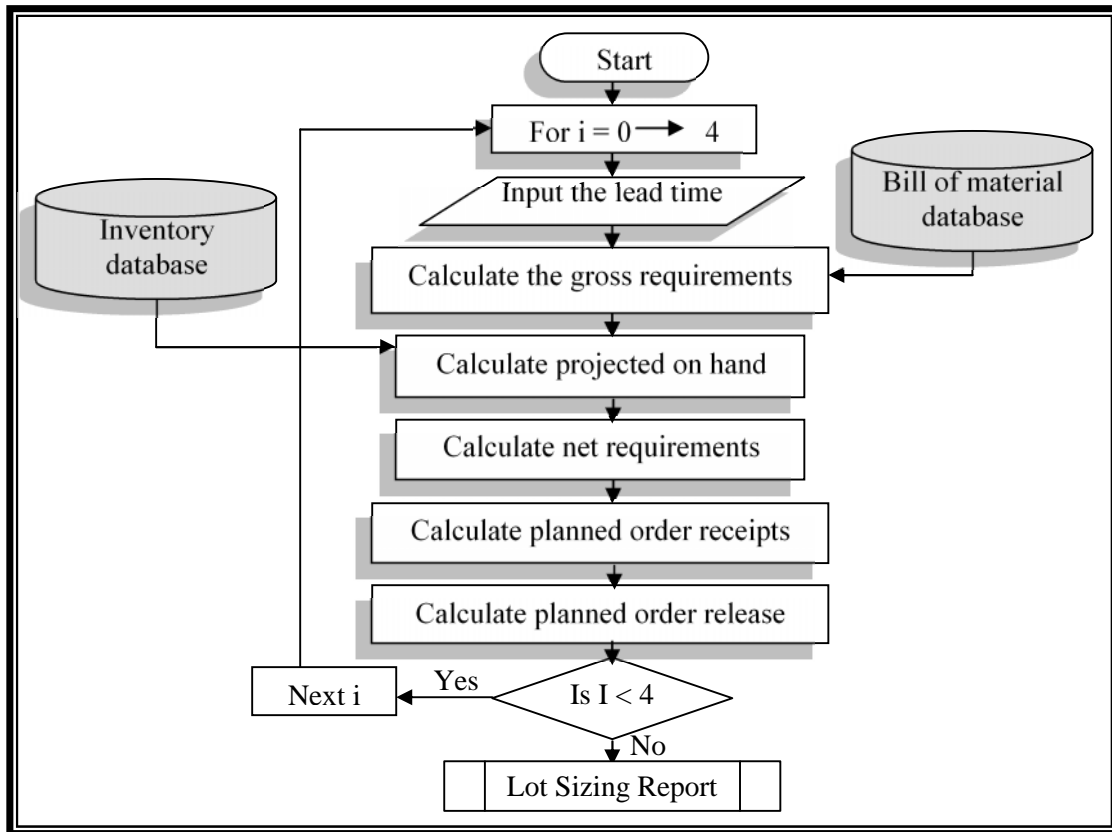 Start
For i = 0 → 4
Input the lead time
Bill of material
database
Inventory
database
Calculate the gross requirements
Calculate projected on hand
Calculate net requirements
Calculate planned order receipts
Calculate planned order release
Next i
Yes
Is I < 4
No
Lot Sizing Report